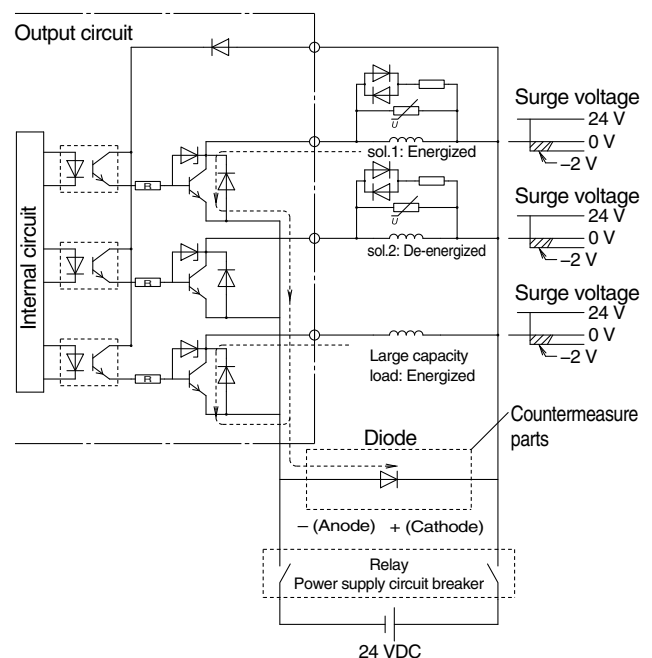 Output circuit
Internal circuit
R
R
R
U
sol.1: Energized
U
sol.2: De-energized
Large capacity
load: Energized
Surge voltage
24 V
0 V
–2 V
Surge voltage
24 V
0 V
–2 V
Surge voltage
24 V
0 V
–2 V
Countermeasure
parts
Diode
– (Anode) + (Cathode)
Relay
Power supply circuit breaker
24 VDC